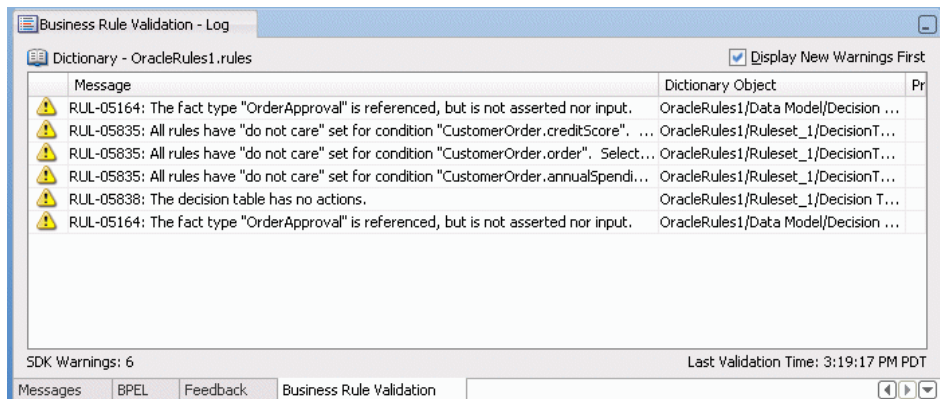 Business Rule Validation - Log
Dictionary - OracleRules1.rules Display New Warnings First
Message Dictionary Object Pr
RUL-05164: The fact type "OrderApproval" is referenced, but is not asserted nor input. OracleRules1/Data Model/Decision ...
RUL-05835: All rules have "do not care" set for condition "CustomerOrder.creditScore". ... OracleRules1/Ruleset_1/DecisionT...
RUL-05835: All rules have "do not care" set for condition "CustomerOrder.order". Select... OracleRules1/Ruleset_1/DecisionT...
RUL-05835: All rules have "do not care" set for condition "CustomerOrder.annualSpendi... OracleRules1/Ruleset_1/DecisionT...
RUL-05838: The decision table has no actions. OracleRules1/Ruleset_1/Decision T...
RUL-05164: The fact type "OrderApproval" is referenced, but is not asserted nor input. OracleRules1/Data Model/Decision ...
SDK Warnings: 6 Last Validation Time: 3:19:17 PM PDT
Messages BPEL Feedback Business Rule Validation